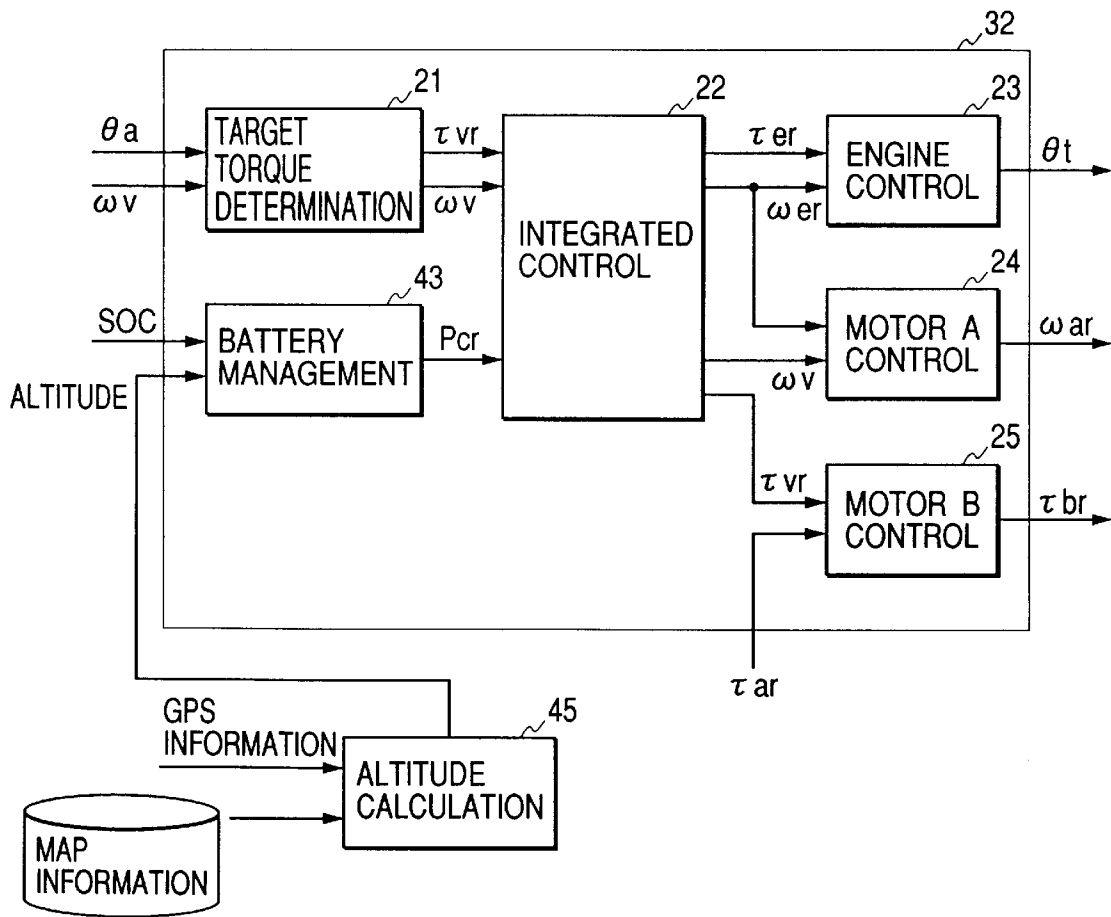 32
21
22
23
θa
ωv
TARGET
TORQUE
DETERMINATION
τvr
ωv
INTEGRATED
CONTROL
τer
ωer
ENGINE
CONTROL
θt
43
SOC
ALTITUDE
BATTERY
MANAGEMENT
Pcr
24
ωv
MOTOR A
CONTROL
ωar
25
τvr
MOTOR B
CONTROL
τbr
τar
GPS
INFORMATION
45
ALTITUDE
CALCULATION
MAP
INFORMATION